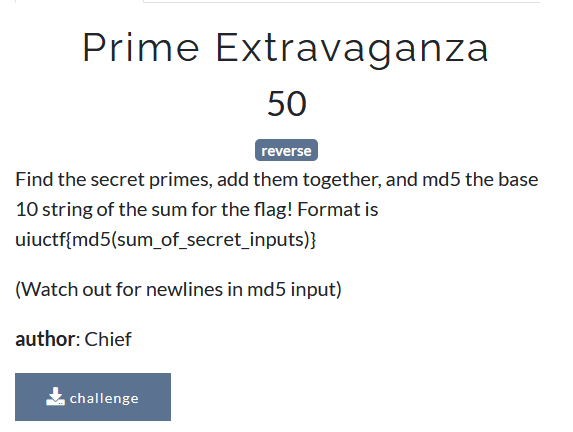 Prime Extravaganza
50
reverse
Find the secret primes, add them together, and md5 the base
10 string of the sum for the flag! Format is
uiuctf{md5(sum_of_secret_inputs)}
(Watch out for newlines in md5 input)
author: Chief
challenge